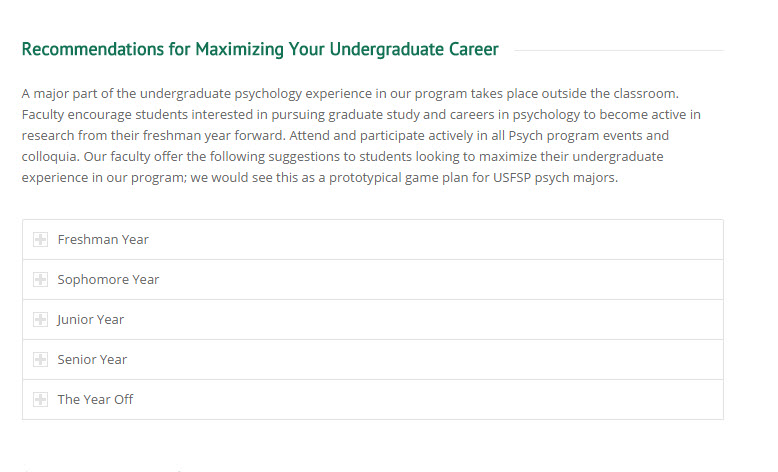 Recommendations for Maximizing Your Undergraduate Career
A major part of the undergraduate psychology experience in our program takes place outside the classroom.
Faculty encourage students interested in pursuing graduate study and careers in psychology to become active in
research from their freshman year forward. Attend and participate actively in all Psych program events and
colloquia. Our faculty offer the following suggestions to students looking to maximize their undergraduate
experience in our program; we would see this as a prototypical game plan for USFSP psych majors.
Freshman Year
Sophomore Year
Junior Year
Senior Year
The Year Off